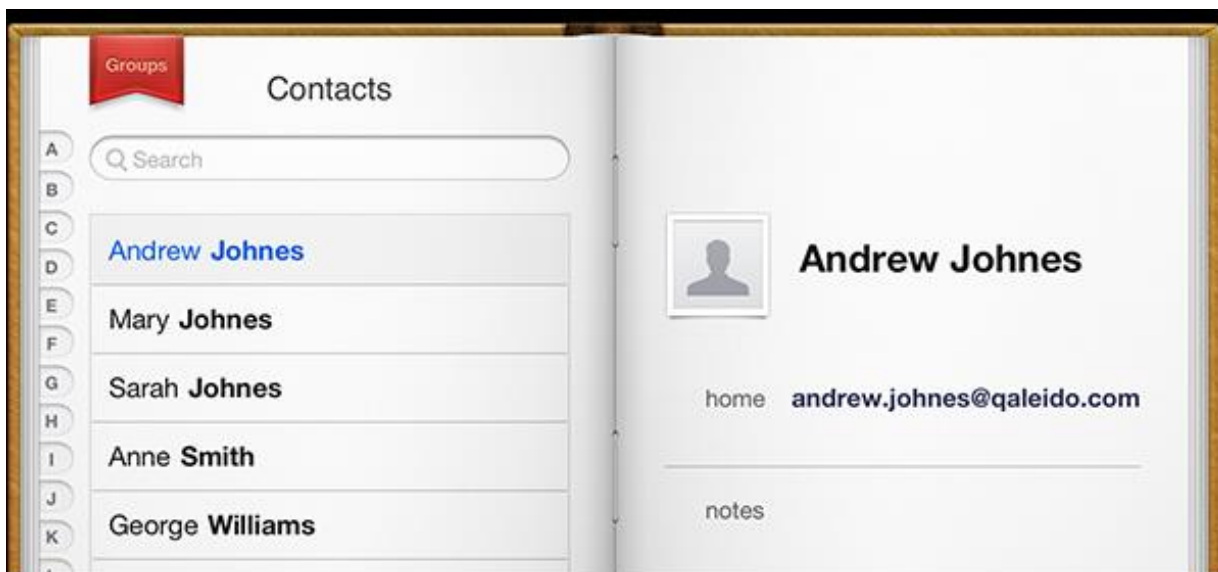 Groups
Contacts
Search
A
B
C
D
E
F
G
H
I
J
K
Andrew Johnes
Mary Johnes
Sarah Johnes
Anne Smith
George Williams
Andrew Johnes
home andrew.johnes@qaleido.com
notes